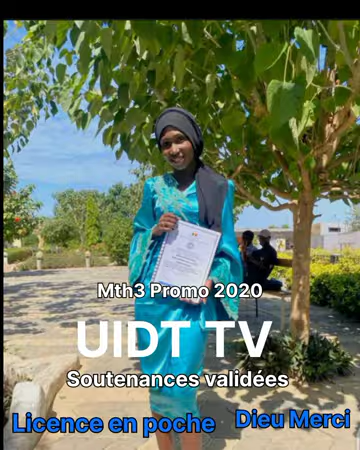 Mth3 Promo 2020
UIDT TV
Soutenances validées
Licence en poche
Dieu Merci